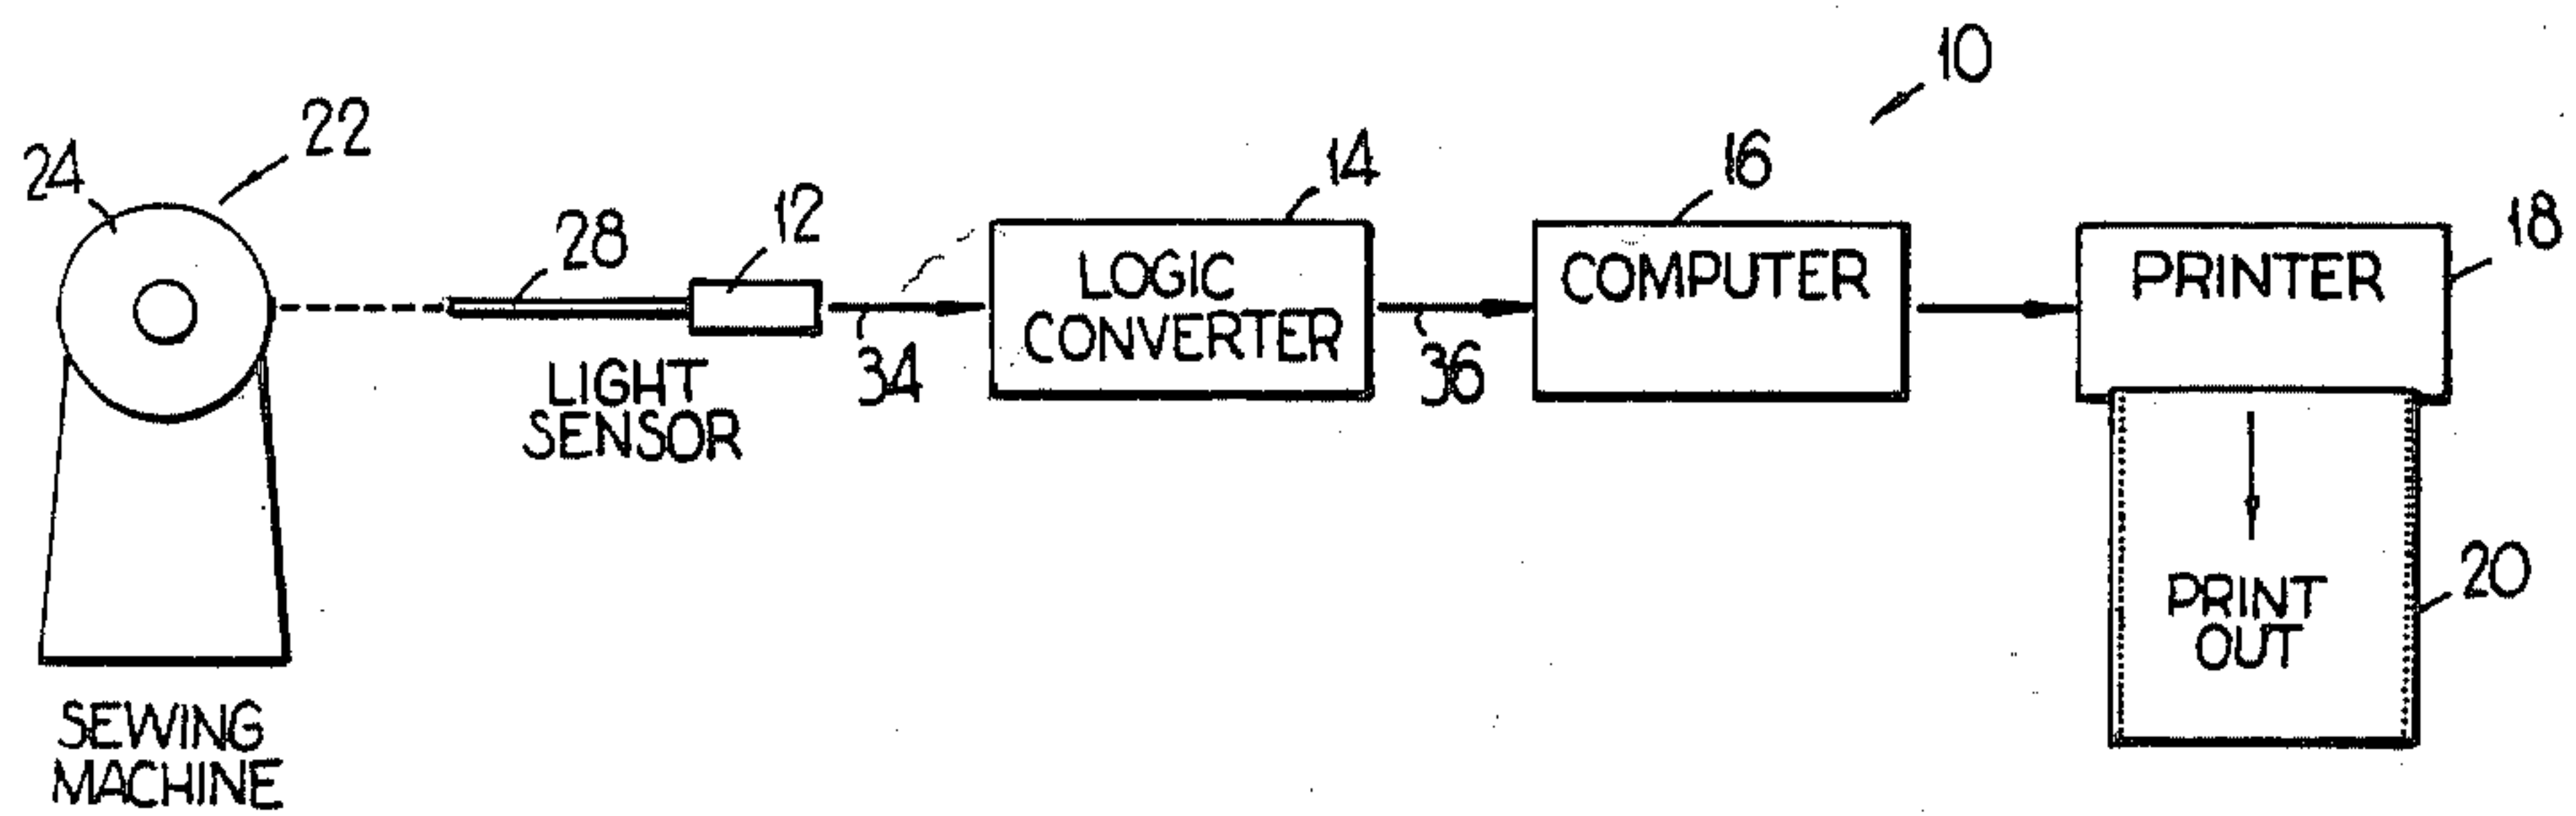 10
22
24
14
16
12
28
18
LOGIC
CONVERTER
COMPUTER
PRINTER
34
36
LIGHT
SENSOR
20
PRINT
OUT
SEWING
MACHINE